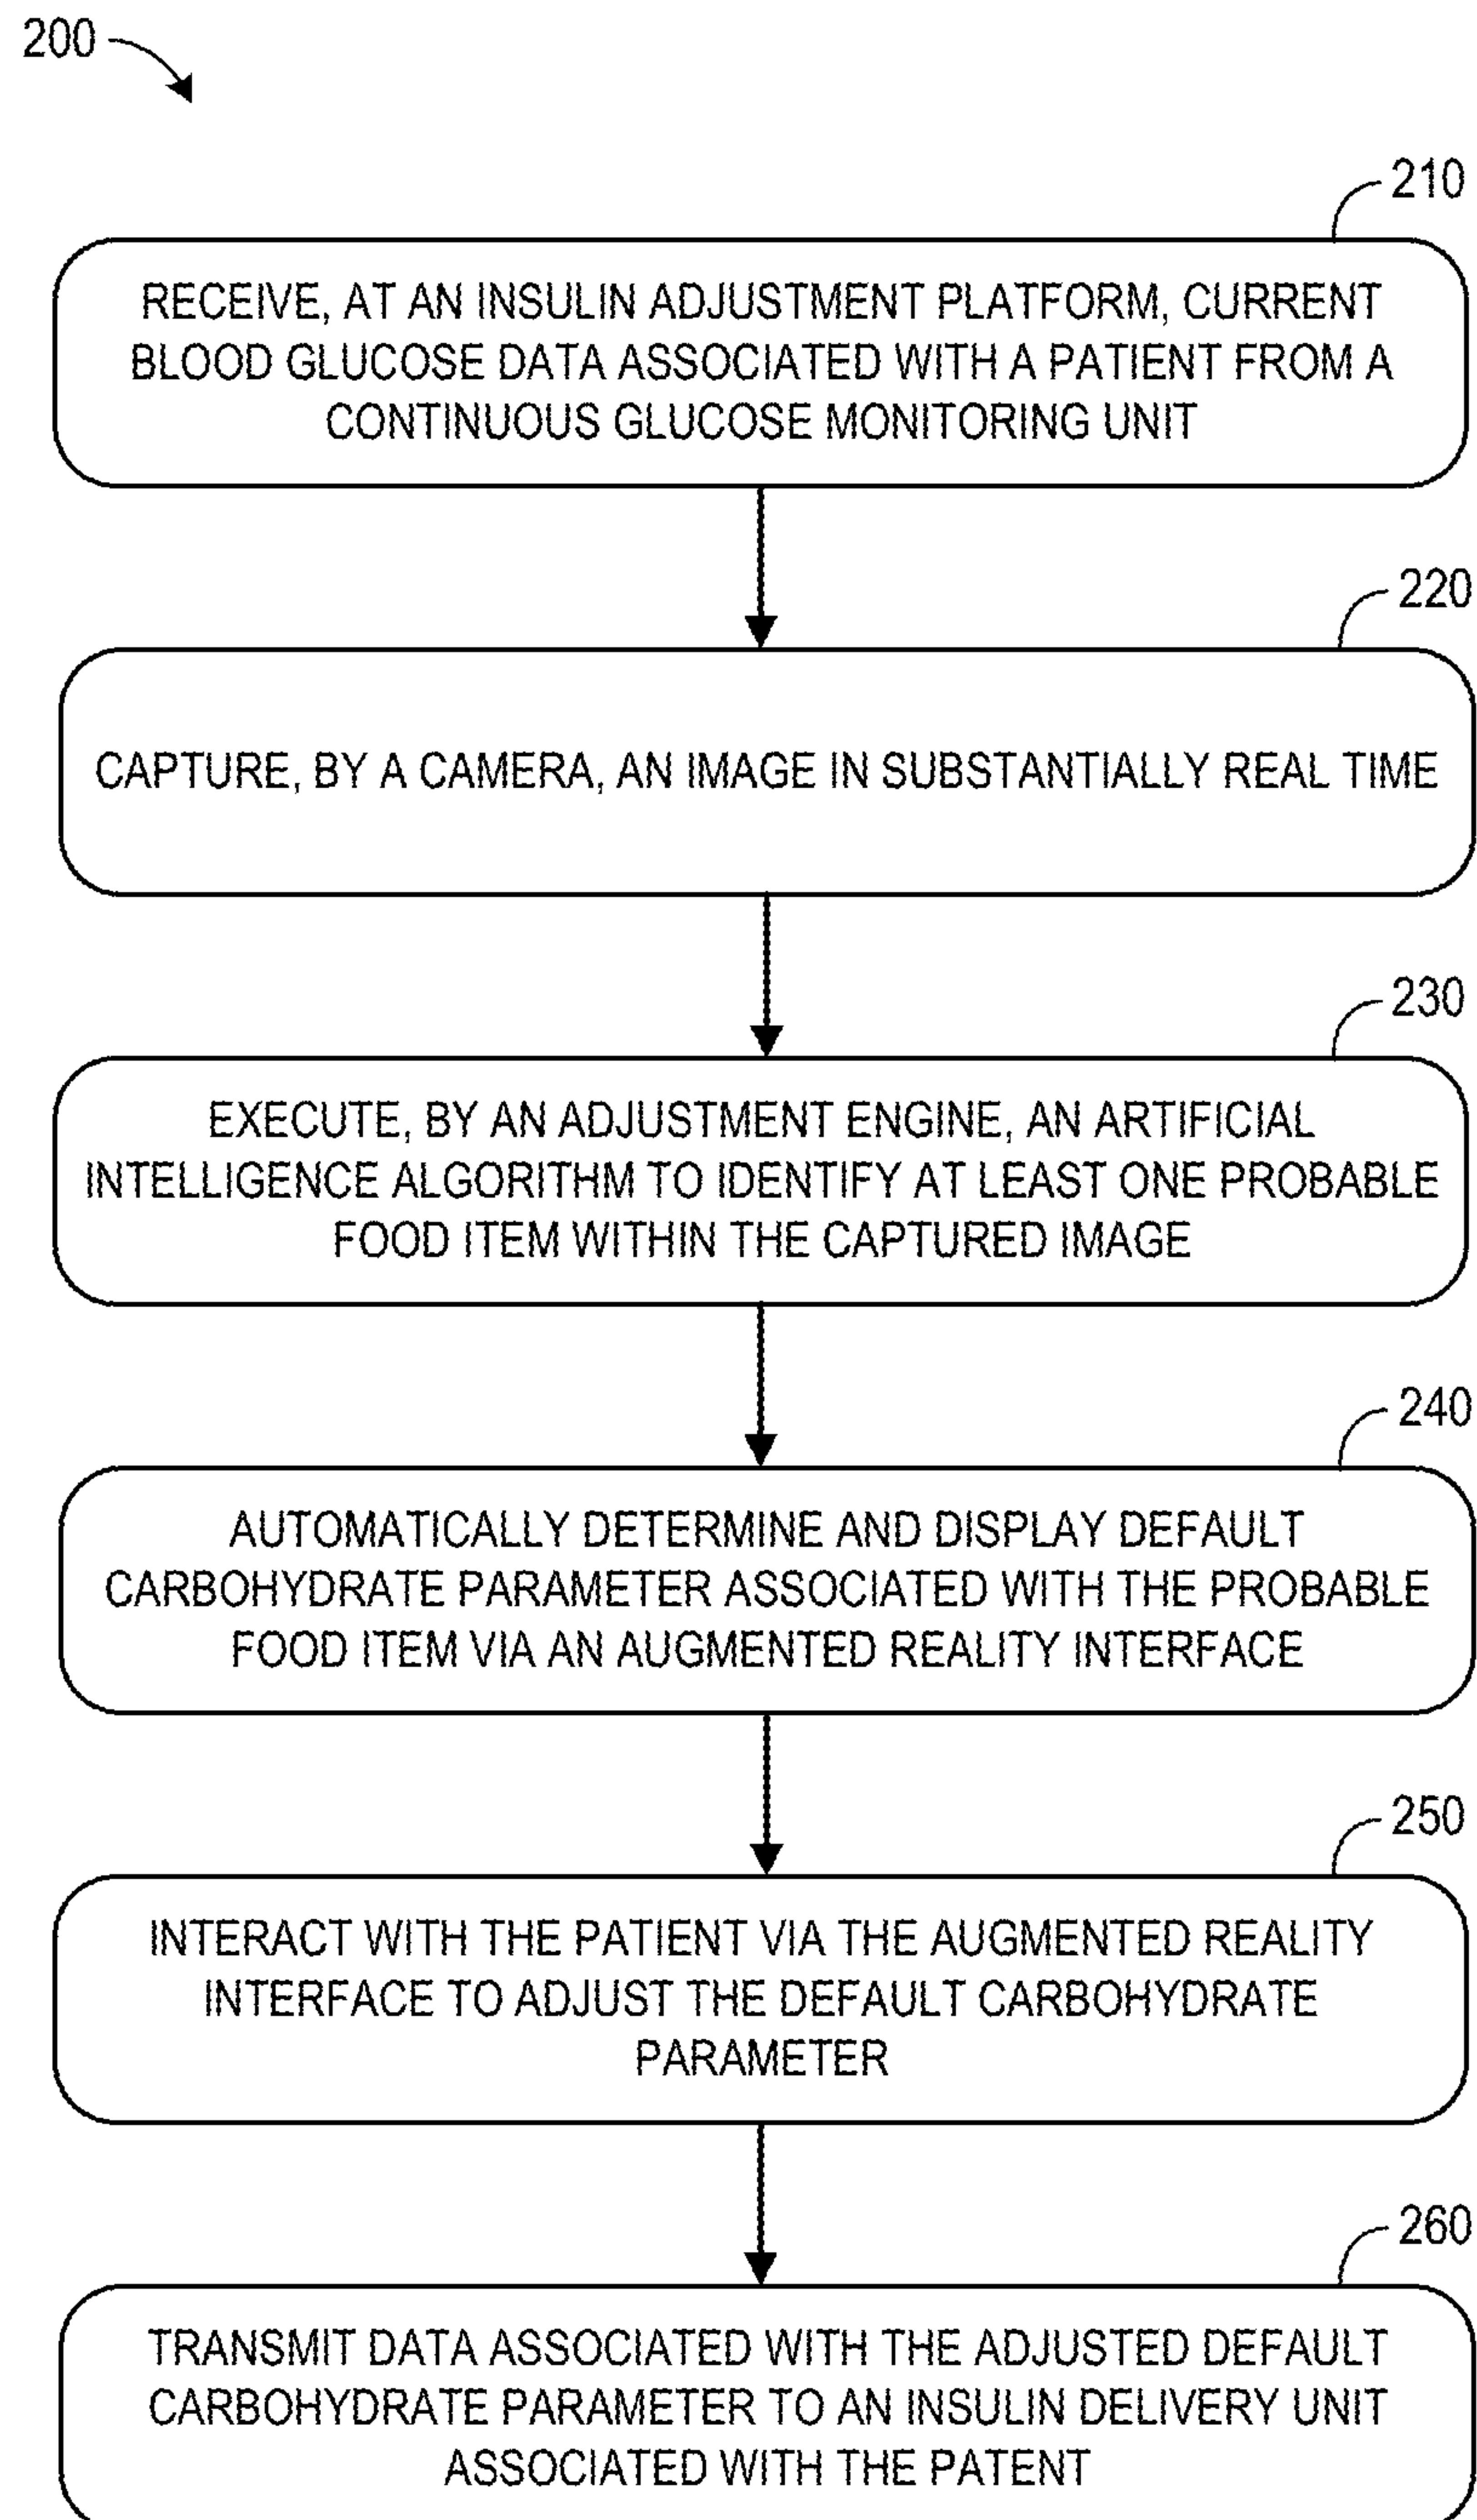 200
210
RECEIVE, AT AN INSULIN ADJUSTMENT PLATFORM, CURRENT
BLOOD GLUCOSE DATA ASSOCIATED WITH A PATIENT FROM A
CONTINUOUS GLUCOSE MONITORING UNIT
220
CAPTURE, BY A CAMERA, AN IMAGE IN SUBSTANTIALLY REAL TIME
230
EXECUTE, BY AN ADJUSTMENT ENGINE, AN ARTIFICIAL
INTELLIGENCE ALGORITHM TO IDENTIFY AT LEAST ONE PROBABLE
FOOD ITEM WITHIN THE CAPTURED IMAGE
240
AUTOMATICALLY DETERMINE AND DISPLAY DEFAULT
CARBOHYDRATE PARAMETER ASSOCIATED WITH THE PROBABLE
FOOD ITEM VIA AN AUGMENTED REALITY INTERFACE
250
INTERACT WITH THE PATIENT VIA THE AUGMENTED REALITY
INTERFACE TO ADJUST THE DEFAULT CARBOHYDRATE
PARAMETER
260
TRANSMIT DATA ASSOCIATED WITH THE ADJUSTED DEFAULT
CARBOHYDRATE PARAMETER TO AN INSULIN DELIVERY UNIT
ASSOCIATED WITH THE PATENT